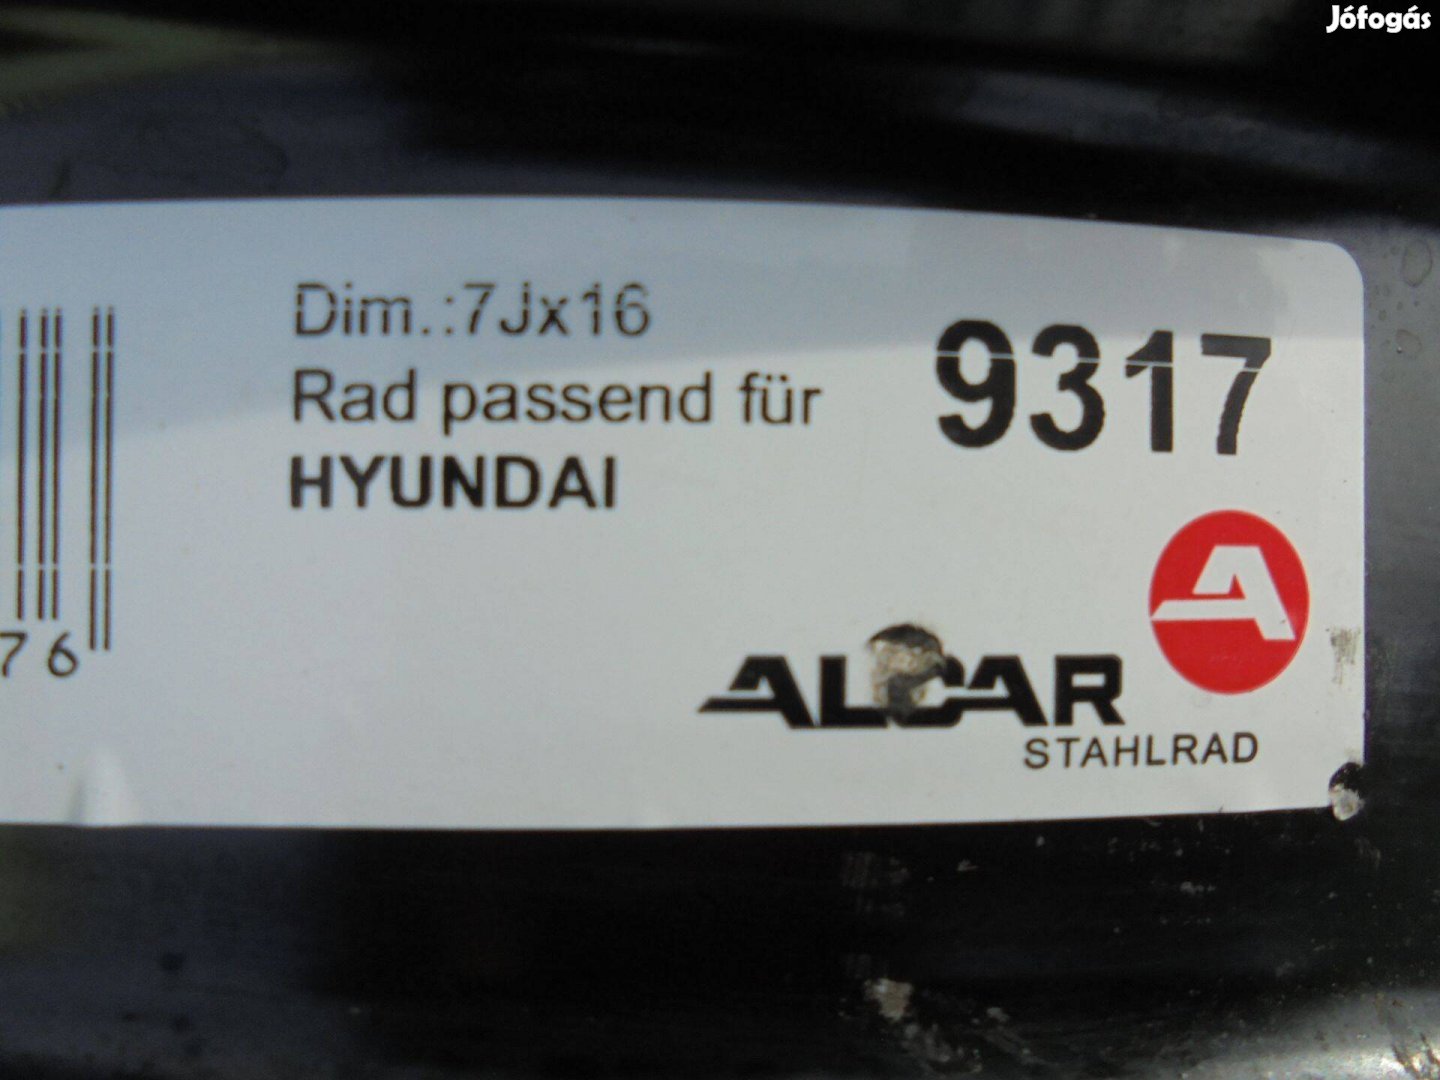 Jófogás
Dim.:7Jx16
Rad passend für
HYUNDAI
9317
76
ALCAR
STAHLRAD